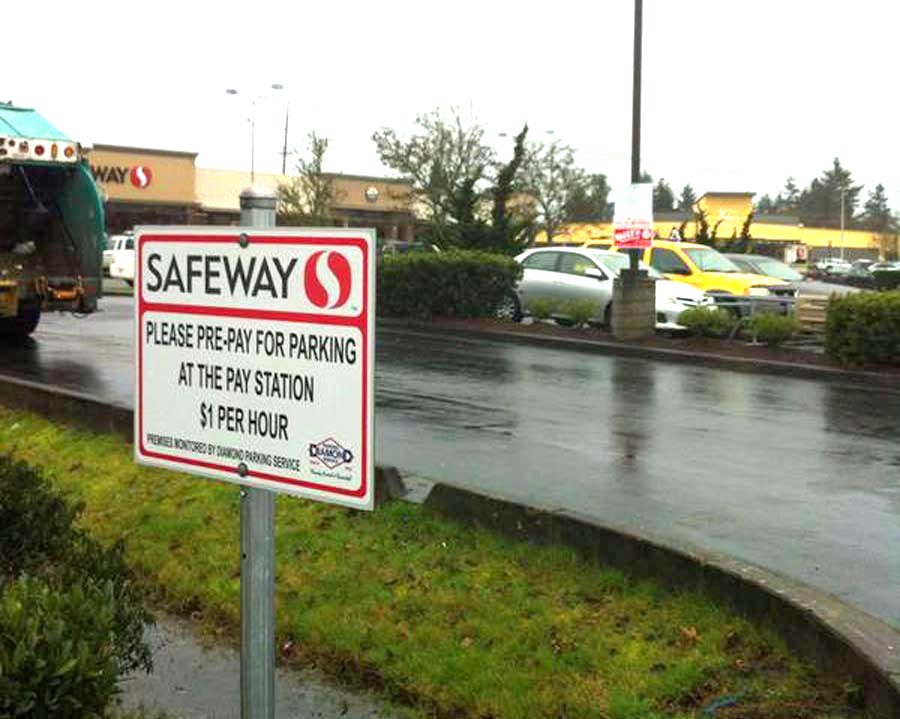 WAY
SAFEWAY
PLEASE PRE-PAY FOR PARKING
AT THE PAY STATION
$1 PER HOUR
PREMISES MONITORED BY DIAMOND PARKING SERVICE
DIAMOND